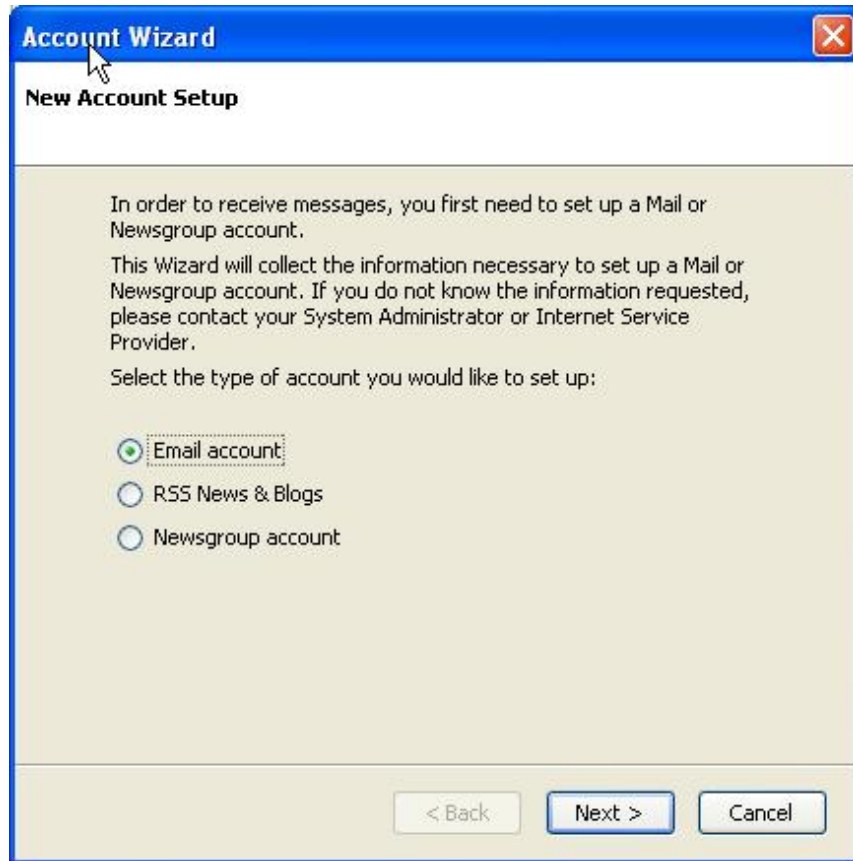 Account Wizard
New Account Setup
In order to receive messages, you first need to set up a Mail or
Newsgroup account.
This Wizard will collect the information necessary to set up a Mail or
Newsgroup account. If you do not know the information requested,
please contact your System Administrator or Internet Service
Provider.
Select the type of account you would like to set up:
Email account
RSS News & Blogs
Newsgroup account
< Back Next > Cancel